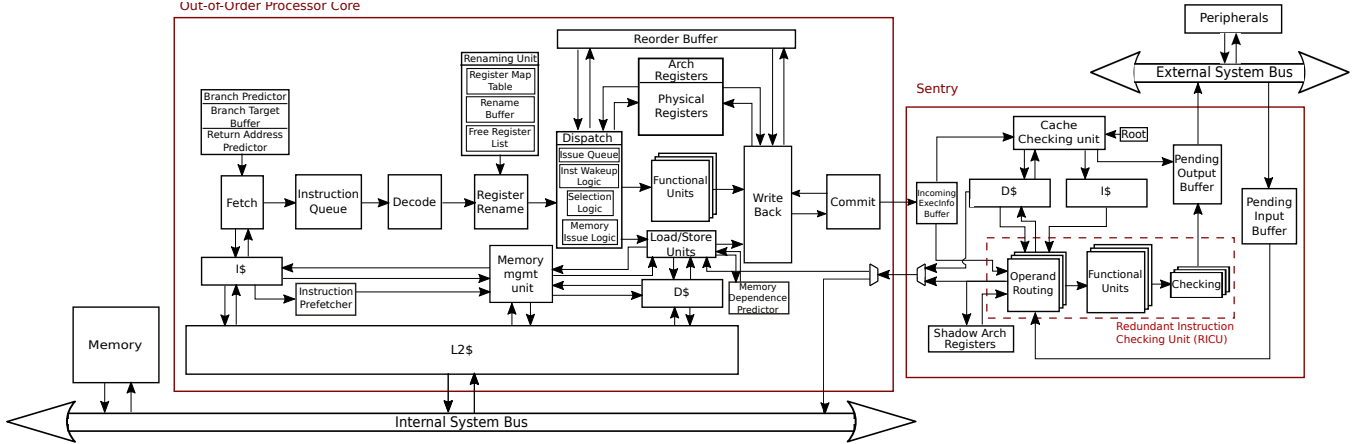 Out-of-Order Processor Core
Peripherals
External System Bus
Reorder Buffer
Renaming Unit
Register Map
Table
Rename
Buffer
Free Register
List
Arch
Registers
Physical
Registers
Branch Predictor
Branch Target
Buffer
Return Address
Predictor
Dispatch
Issue Queue
Inst Wakeup
Logic
Selection
Logic
Memory
Issue Logic
Fetch
Instruction
Queue
Decode
Register
Rename
Functional
Units
Write
Back
Commit
Load/Store
Units
Memory
mgmt
unit
I$
Instruction
Prefetcher
D$
Memory
Dependence
Predictor
L2$
Memory
Internal System Bus
Sentry
Cache
Checking unit
Root
D$
I$
Incoming
ExecInfo
Buffer
Pending
Output
Buffer
Pending
Input
Buffer
Operand
Routing
Functional
Units
Checking
Shadow Arch
Registers
Redundant Instruction
Checking Unit (RICU)